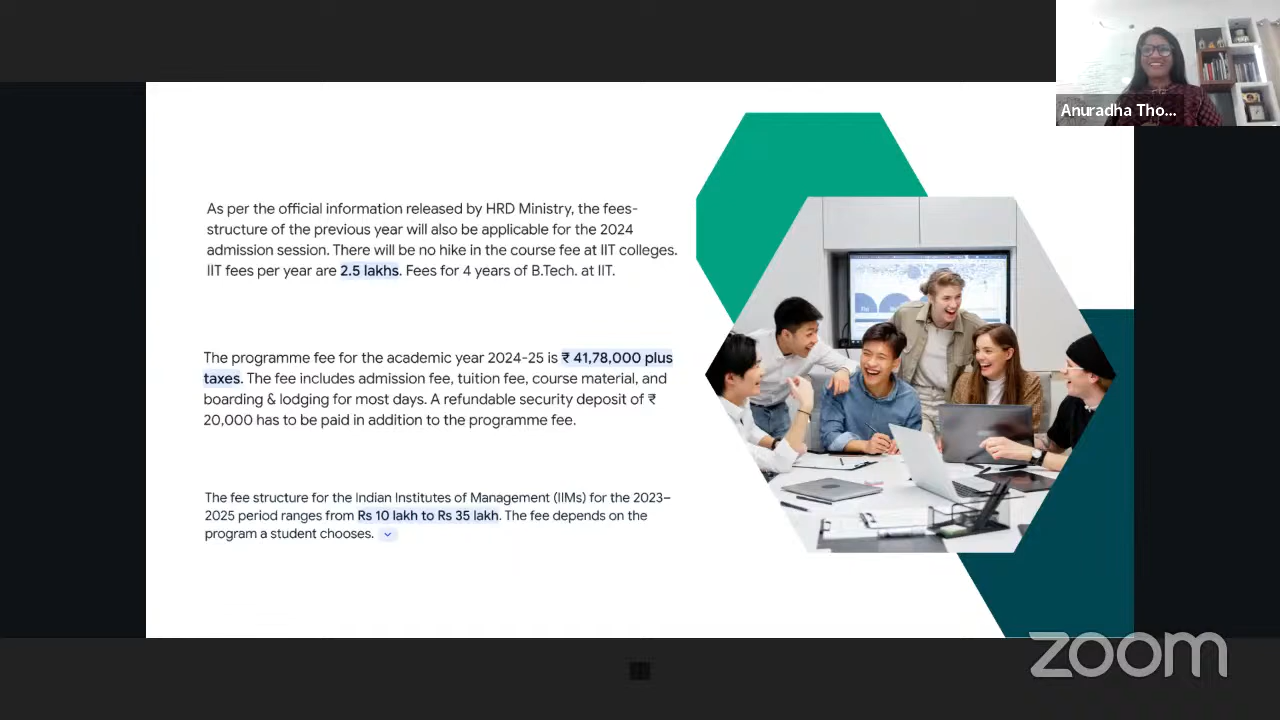 Anuradha Tho...
As per the official information released by HRD Ministry, the fees-
structure of the previous year will also be applicable for the 2024
admission session. There will be no hike in the course fee at IIT colleges.
IIT fees per year are 2.5 lakhs. Fees for 4 years of B.Tech. at IIT.
The programme fee for the academic year 2024-25 is ₹ 41,78,000 plus
taxes. The fee includes admission fee, tuition fee, course material, and
boarding & lodging for most days. A refundable security deposit of ₹
20,000 has to be paid in addition to the programme fee.
The fee structure for the Indian Institutes of Management (IIMs) for the 2023–
2025 period ranges from Rs 10 lakh to Rs 35 lakh. The fee depends on the
program a student chooses.
zoom